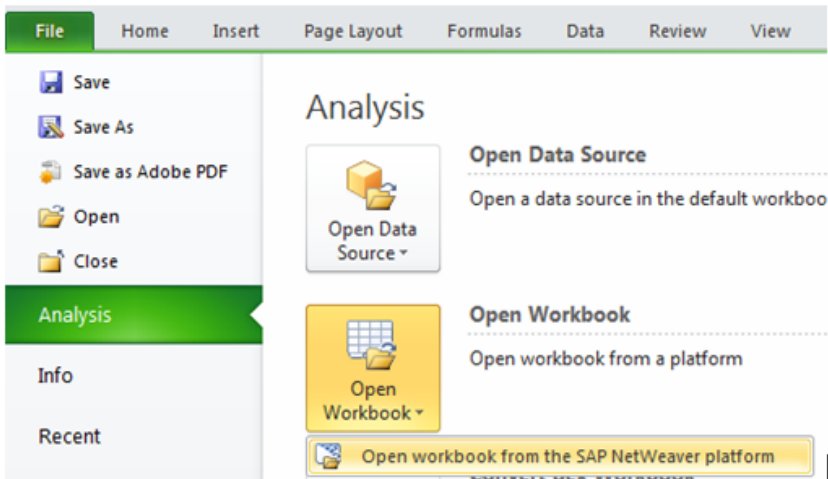 File Home Insert Page Layout Formulas Data Review View
Save
Save As
Save as Adobe PDF
Open
Close
Analysis
Info
Recent
Analysis
Open Data
Source
Open Data Source
Open a data source in the default workboo
Open
Workbook
Open Workbook
Open workbook from a platform
Open workbook from the SAP NetWeaver platform